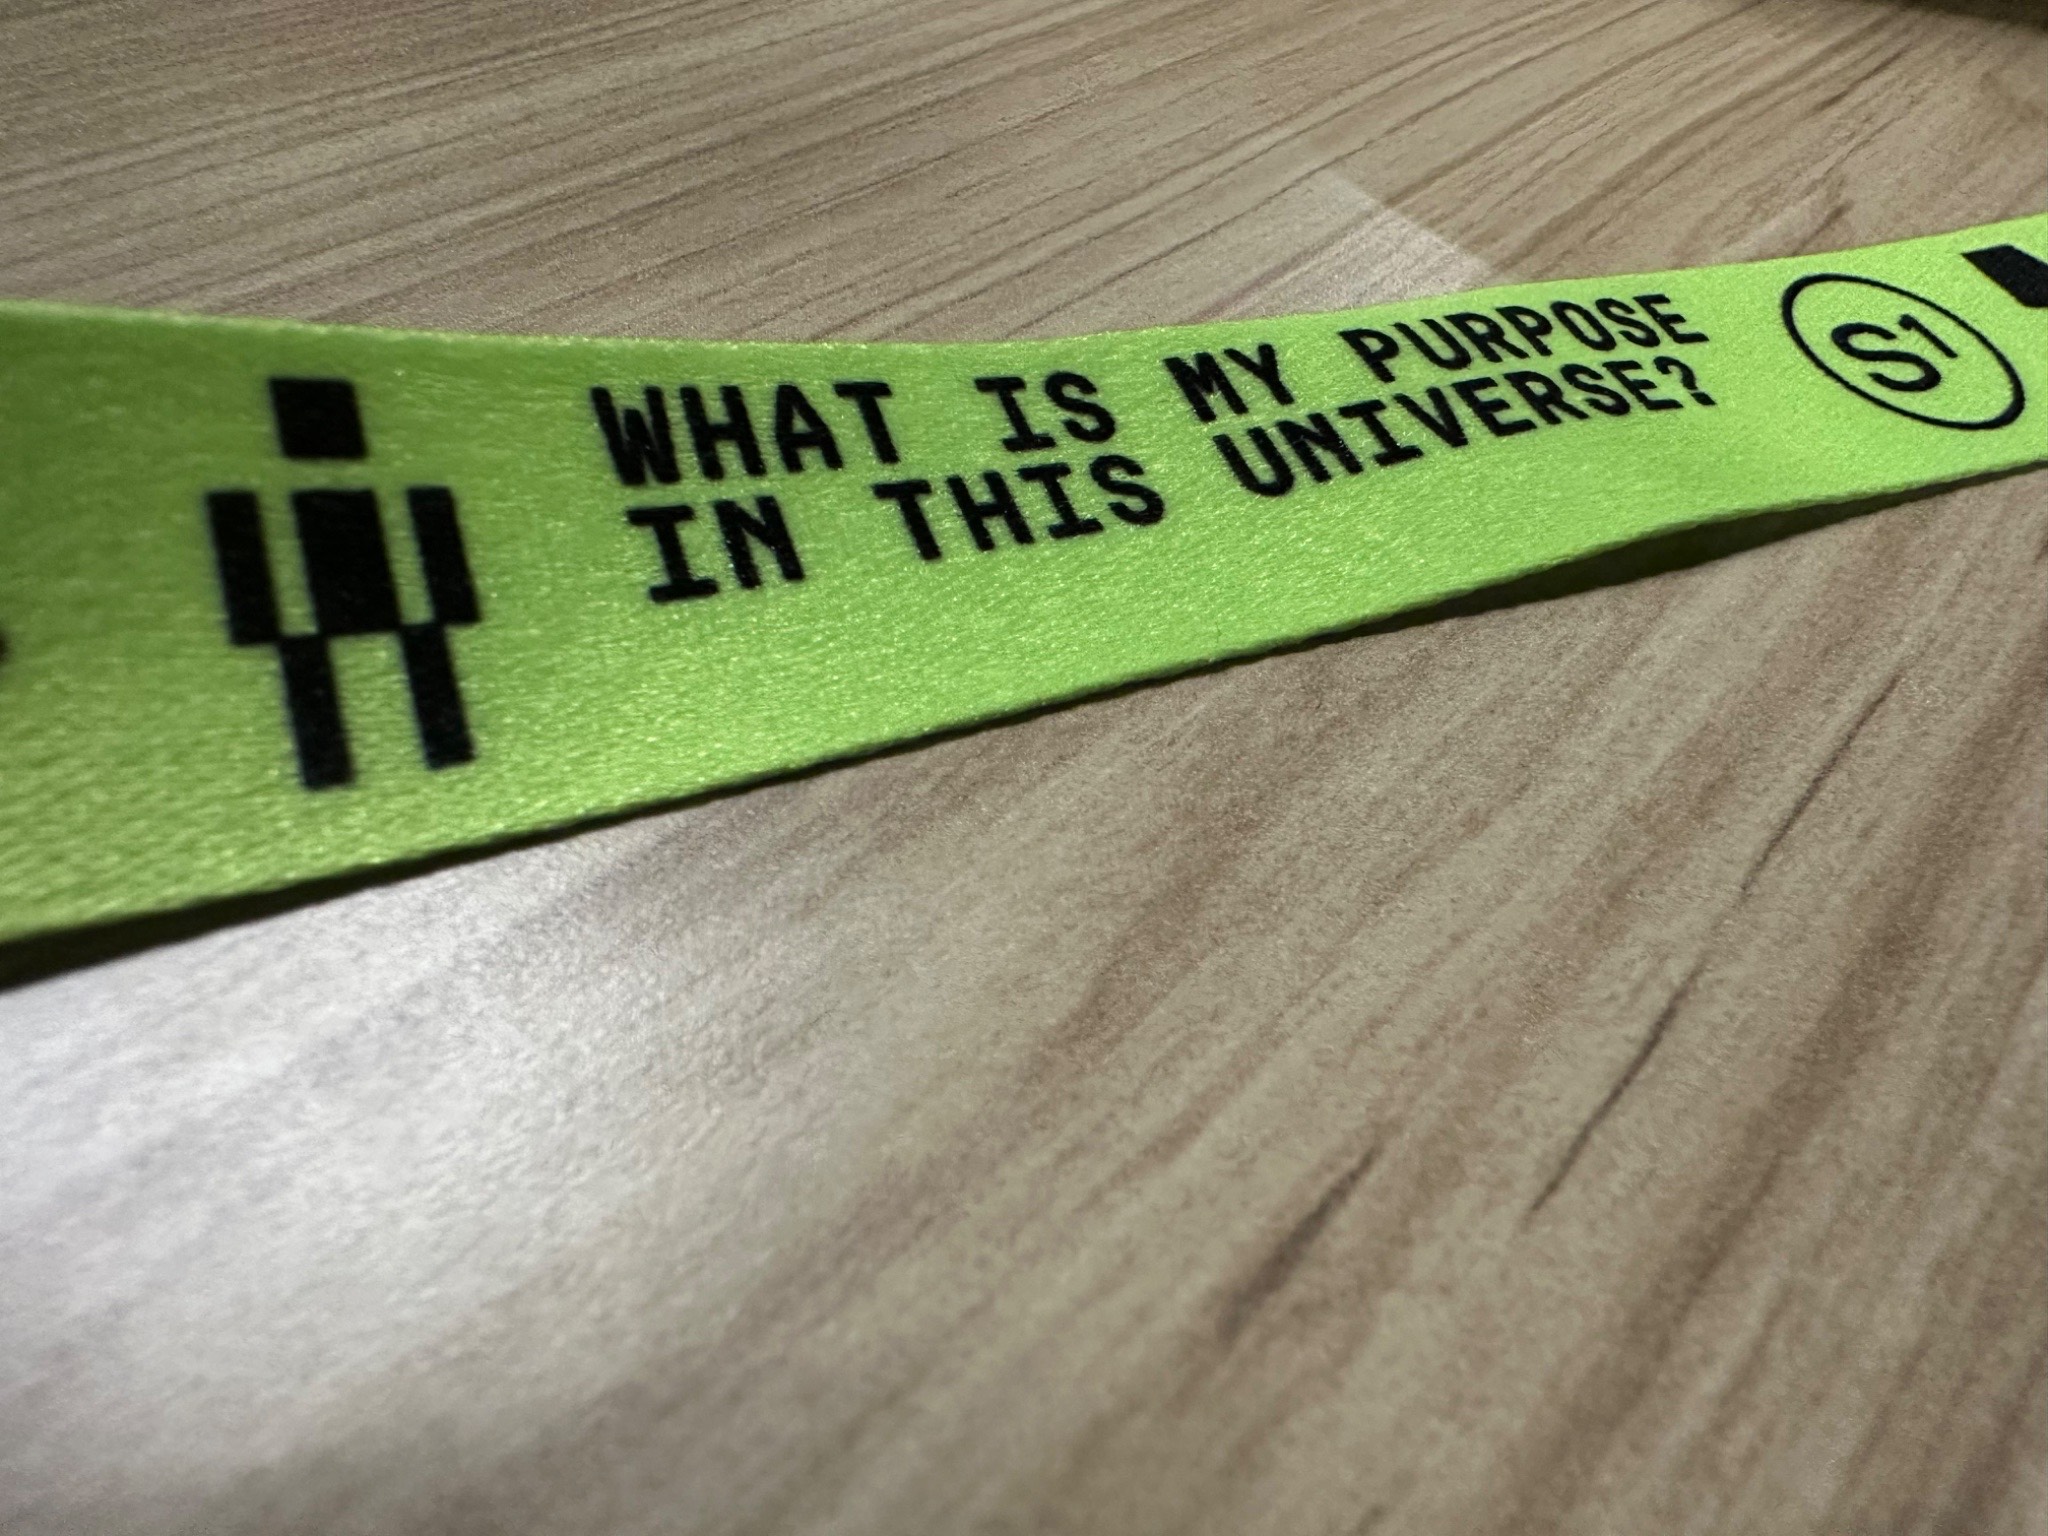 WHAT IS MY PURPOSE
IN THIS UNIVERSE?
S¹